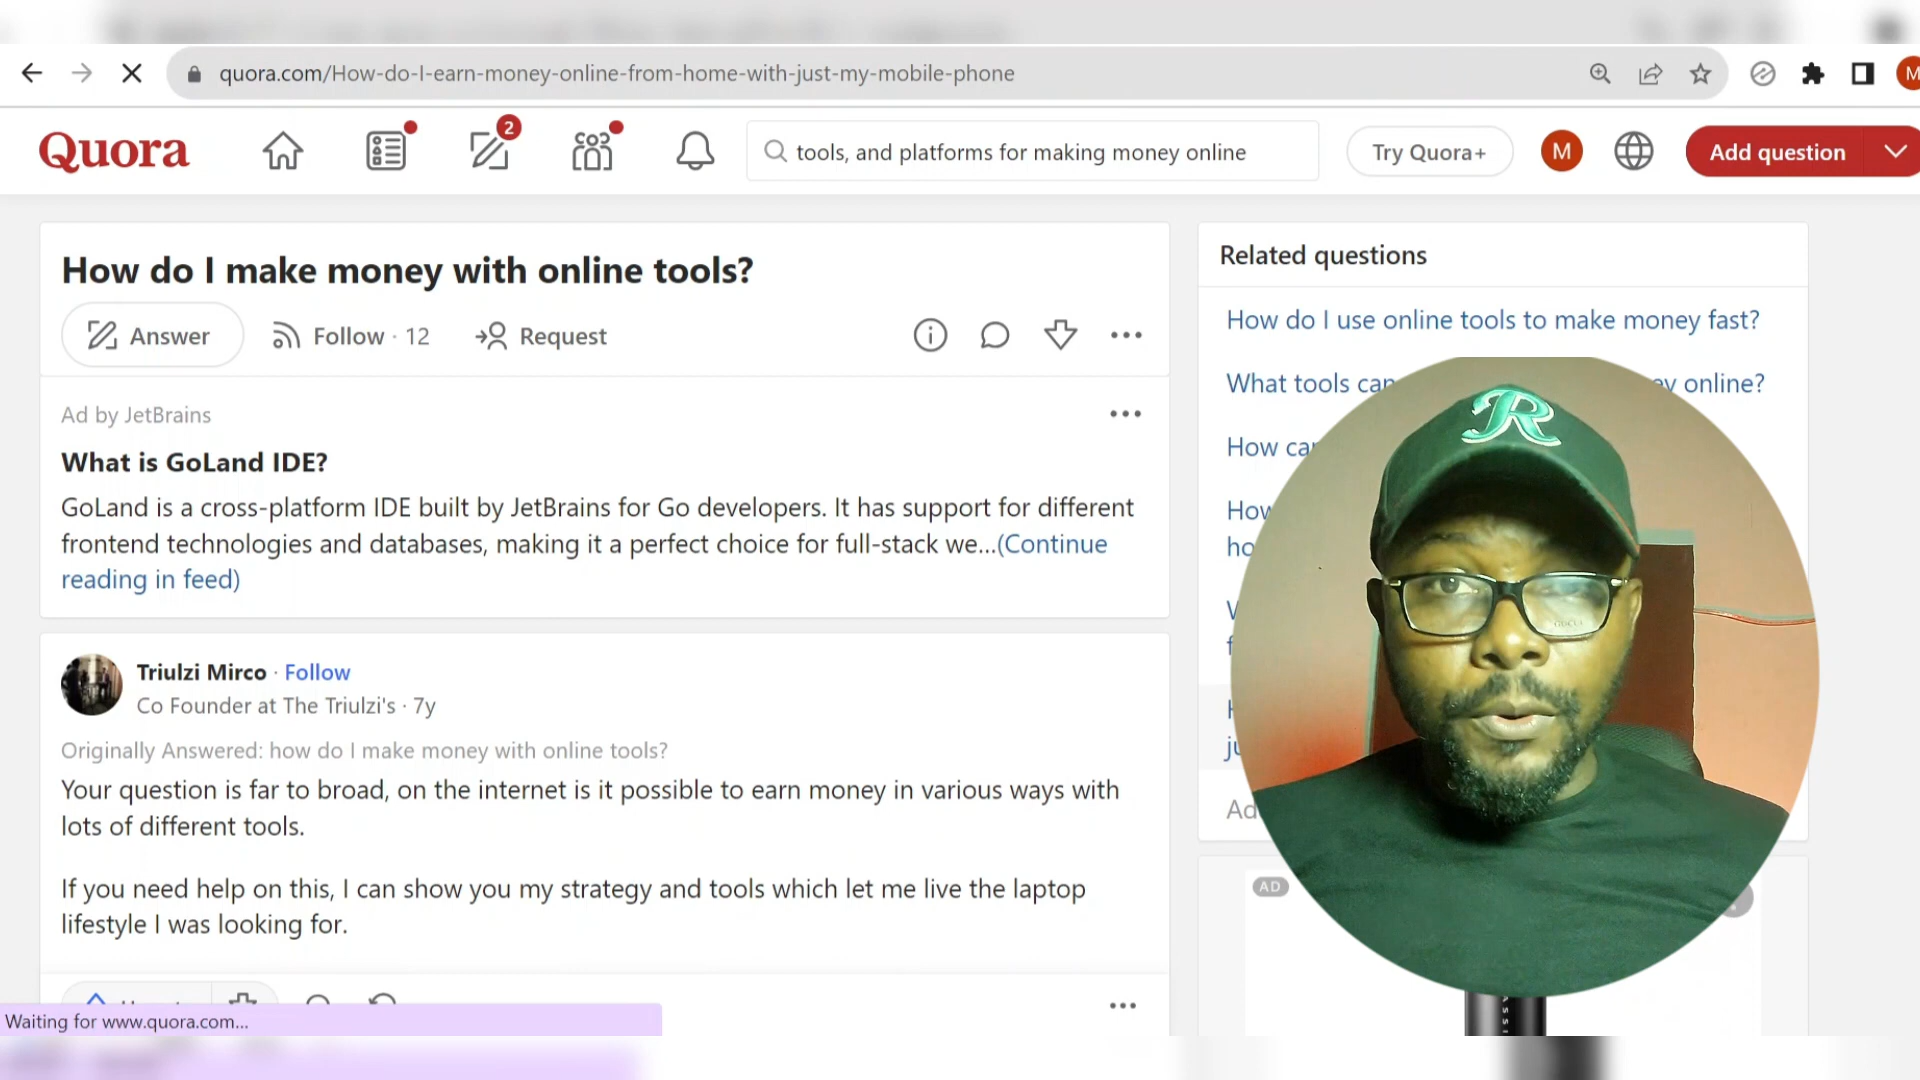 quora.com/How-do-I-earn-money-online-from-home-with-just-my-mobile-phone
M
Quora
2
tools, and platforms for making money online
Try Quora+
M
Add question
How do I make money with online tools?
Answer
Follow · 12
Request
Ad by JetBrains
What is GoLand IDE?
GoLand is a cross-platform IDE built by JetBrains for Go developers. It has support for different
frontend technologies and databases, making it a perfect choice for full-stack we...(Continue
reading in feed)
Triulzi Mirco · Follow
Co Founder at The Triulzi's · 7y
Originally Answered: how do I make money with online tools?
Your question is far to broad, on the internet is it possible to earn money in various ways with
lots of different tools.
If you need help on this, I can show you my strategy and tools which let me live the laptop
lifestyle I was looking for.
Waiting for www.quora.com...
Related questions
How do I use online tools to make money fast?
What tools can
online?
How
How
R
AD